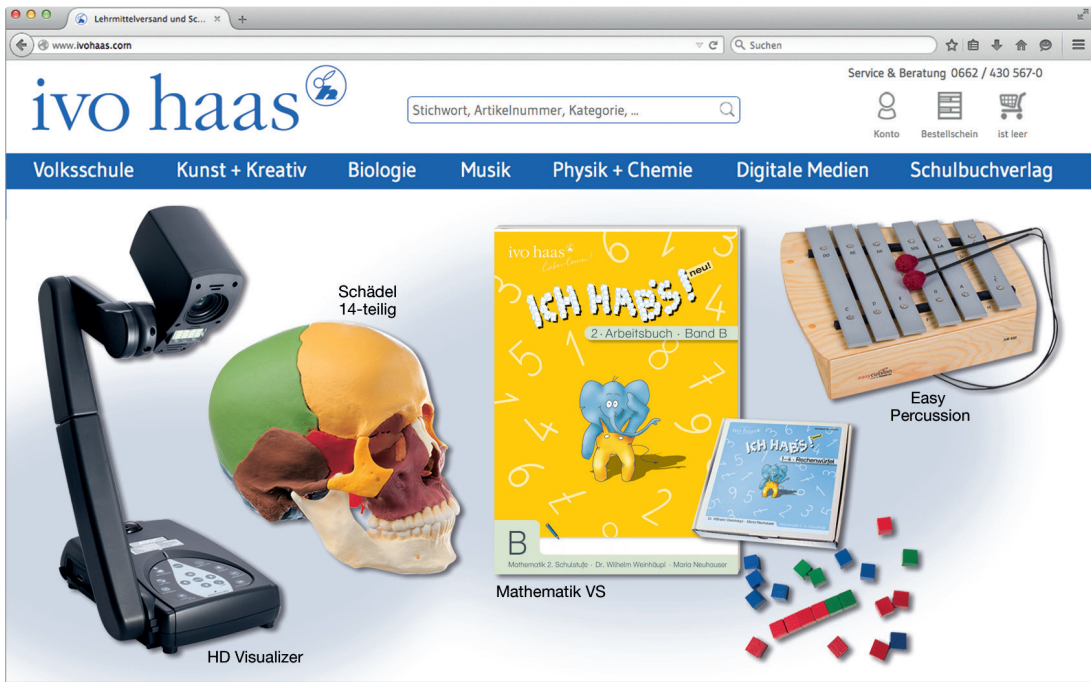 Lehrmittelversand und Sc...
www.ivohaas.com
Suchen
Service & Beratung 0662 / 430 567-0
ivo haas
Stichwort, Artikelnummer, Kategorie, ...
Konto
Bestellschein
ist leer
Volksschule
Kunst + Kreativ
Biologie
Musik
Physik + Chemie
Digitale Medien
Schulbuchverlag
Schädel
14-teilig
HD Visualizer
ivo haas
ICH HAB'S!
neu!
2 · Arbeitsbuch · Band B
B
Mathematik 2. Schulstufe · Dr. Wilhelm Weinhäupl · Maria Neuhauser
Mathematik VS
ICH HAB'S!
Rechenwürfel
Easy
Percussion